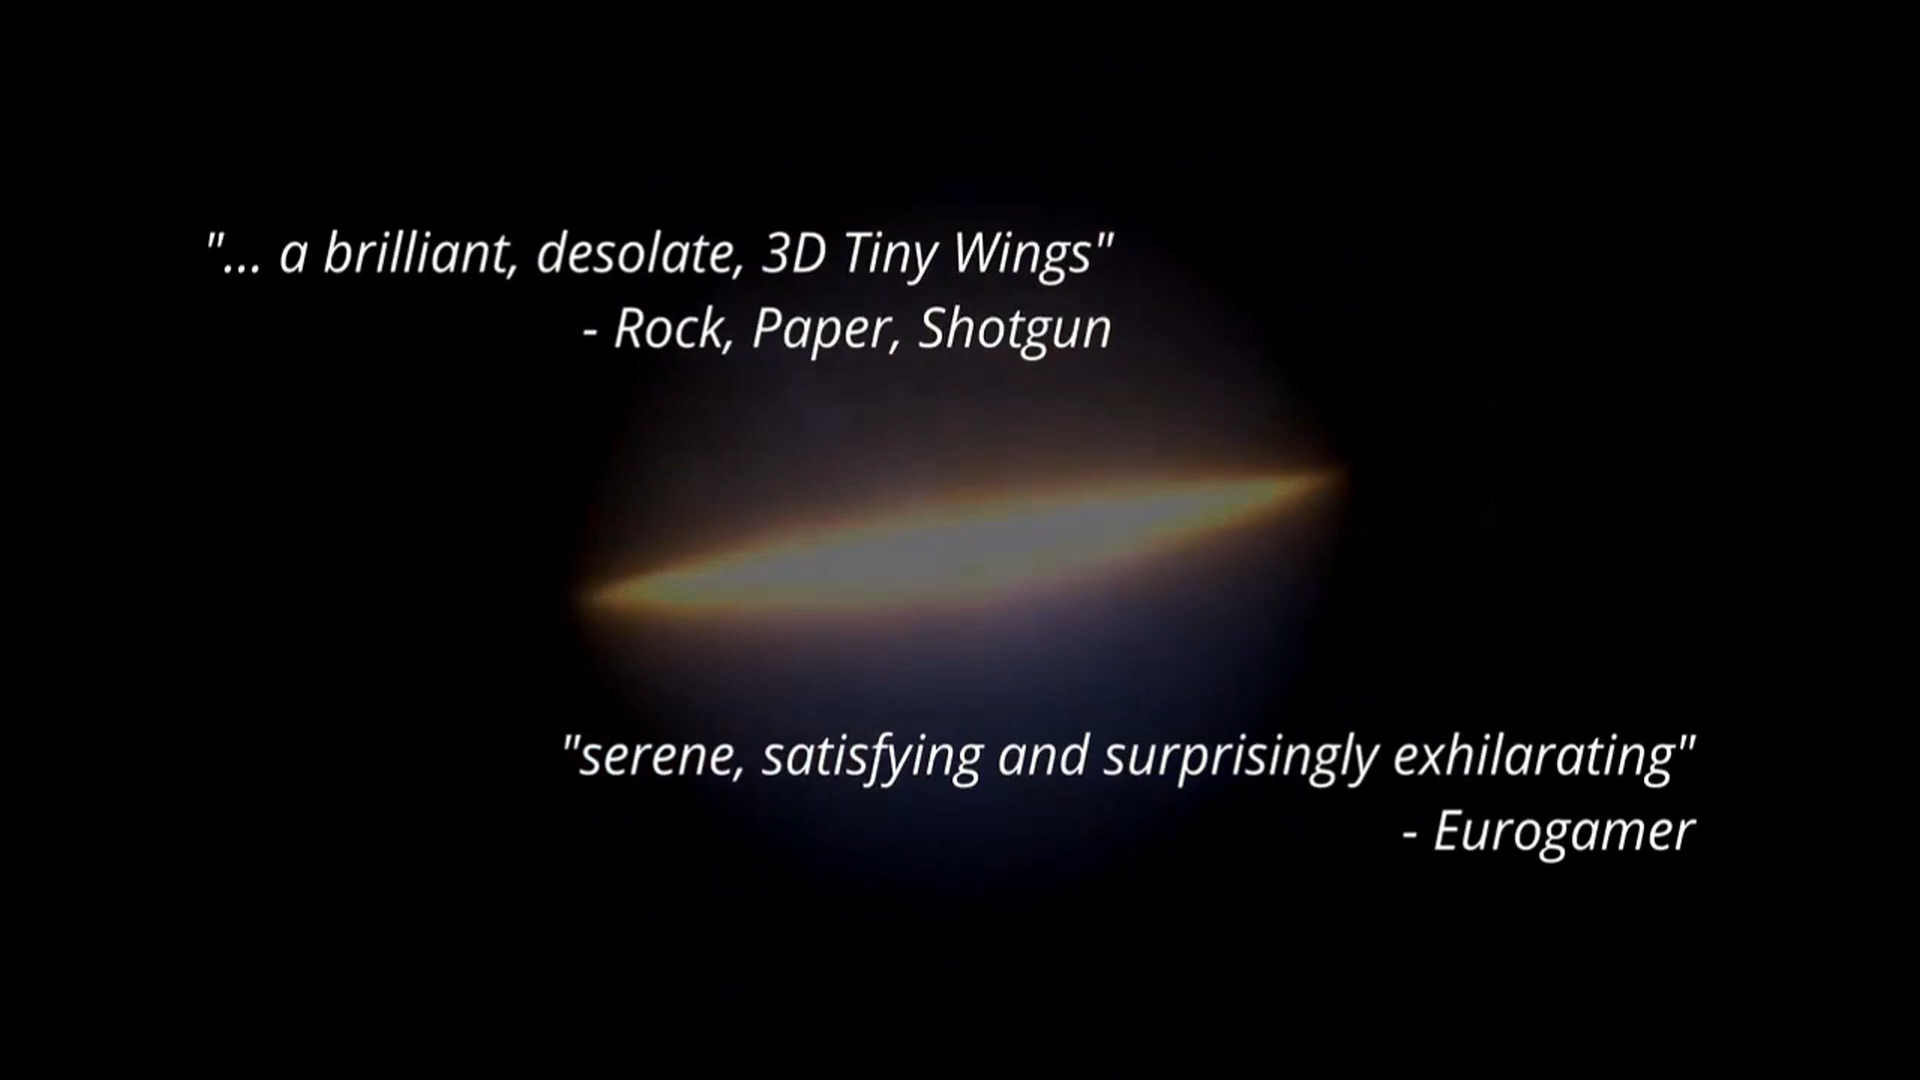 "... a brilliant, desolate, 3D Tiny Wings"
- Rock, Paper, Shotgun
"serene, satisfying and surprisingly exhilarating"
- Eurogamer